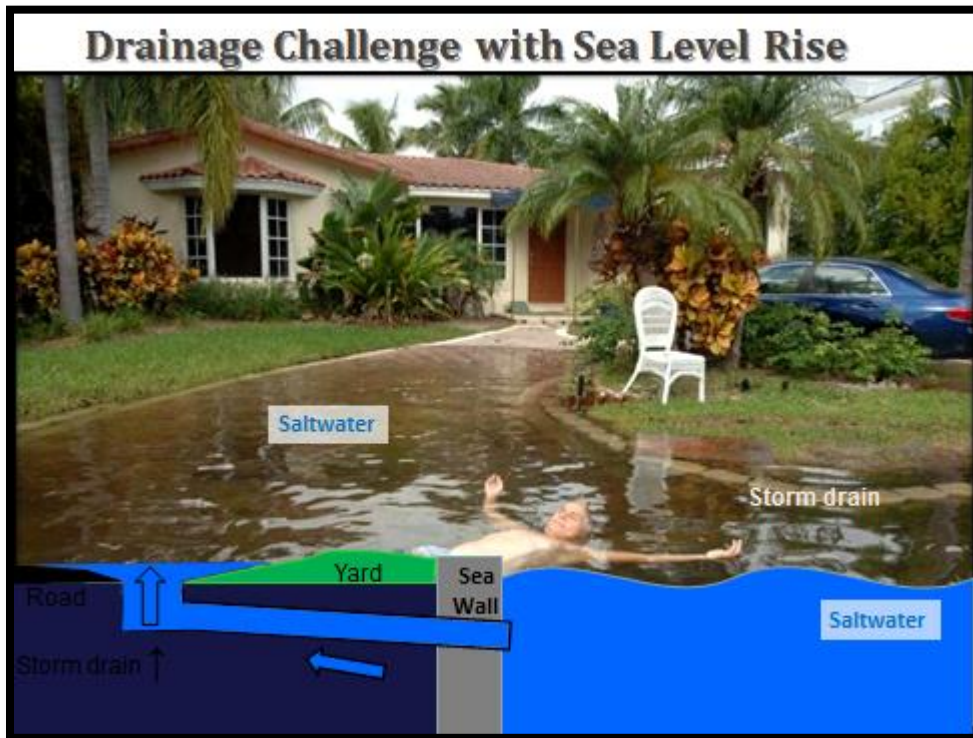 Drainage Challenge with Sea Level Rise
Saltwater
Storm drain
Yard
Sea
Wall
Road
Saltwater
Storm drain